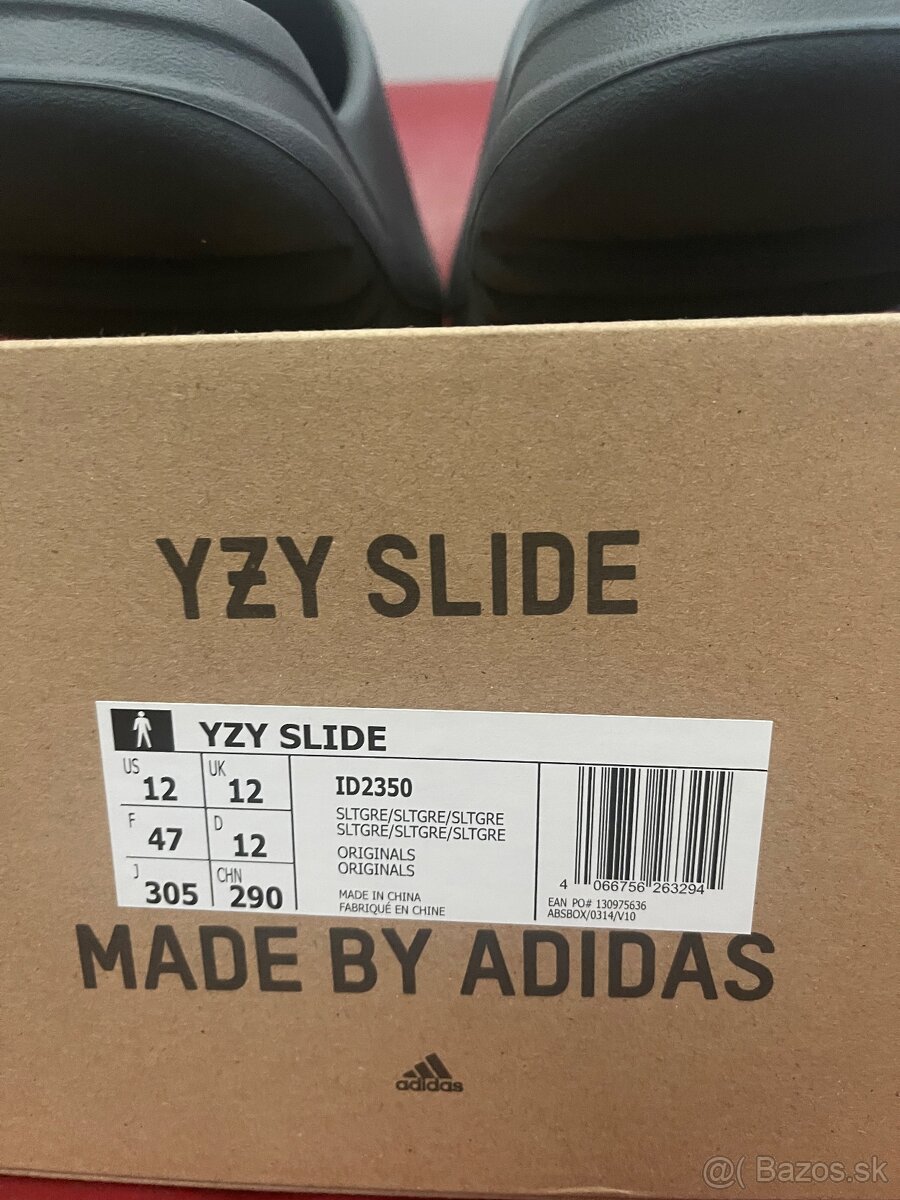 YZY SLIDE
YZY SLIDE
US 12 UK 12
F 47 D 12
J 305 CHN 290
ID2350
SLTGRE/SLTGRE/SLTGRE
SLTGRE/SLTGRE/SLTGRE
ORIGINALS
ORIGINALS
MADE IN CHINA
FABRIQUÉ EN CHINE
4 066756 263294
EAN PO# 130975636
ABSBOX/0314/V10
MADE BY ADIDAS
adidas
@( Bazos.sk